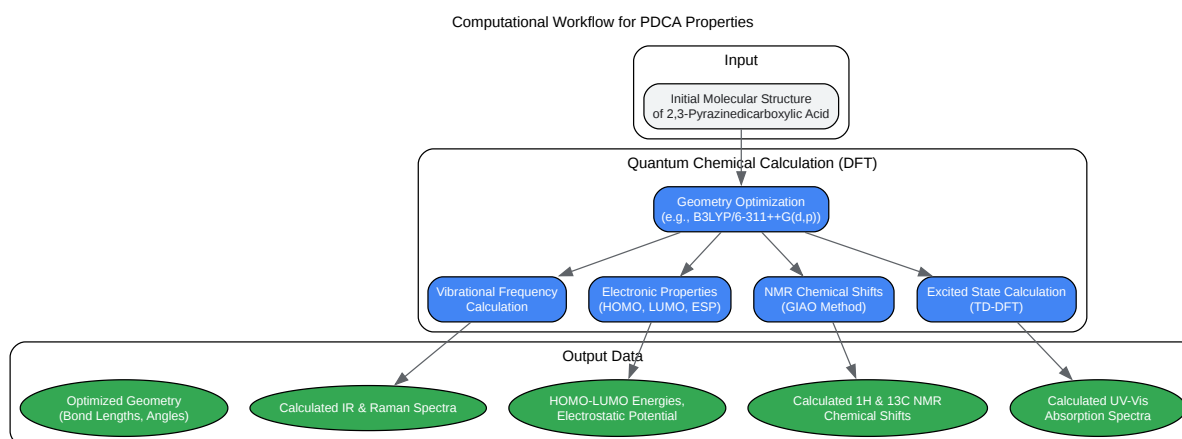 Computational Workflow for PDCA Properties
Input
Initial Molecular Structure
of 2,3-Pyrazinedicarboxylic Acid
Quantum Chemical Calculation (DFT)
Geometry Optimization
(e.g., B3LYP/6-311++G(d,p))
Vibrational Frequency
Calculation
Electronic Properties
(HOMO, LUMO, ESP)
NMR Chemical Shifts
(GIAO Method)
Excited State Calculation
(TD-DFT)
Output Data
Optimized Geometry
(Bond Lengths, Angles)
Calculated IR & Raman Spectra
HOMO-LUMO Energies,
Electrostatic Potential
Calculated 1H & 13C NMR
Chemical Shifts
Calculated UV-Vis
Absorption Spectra